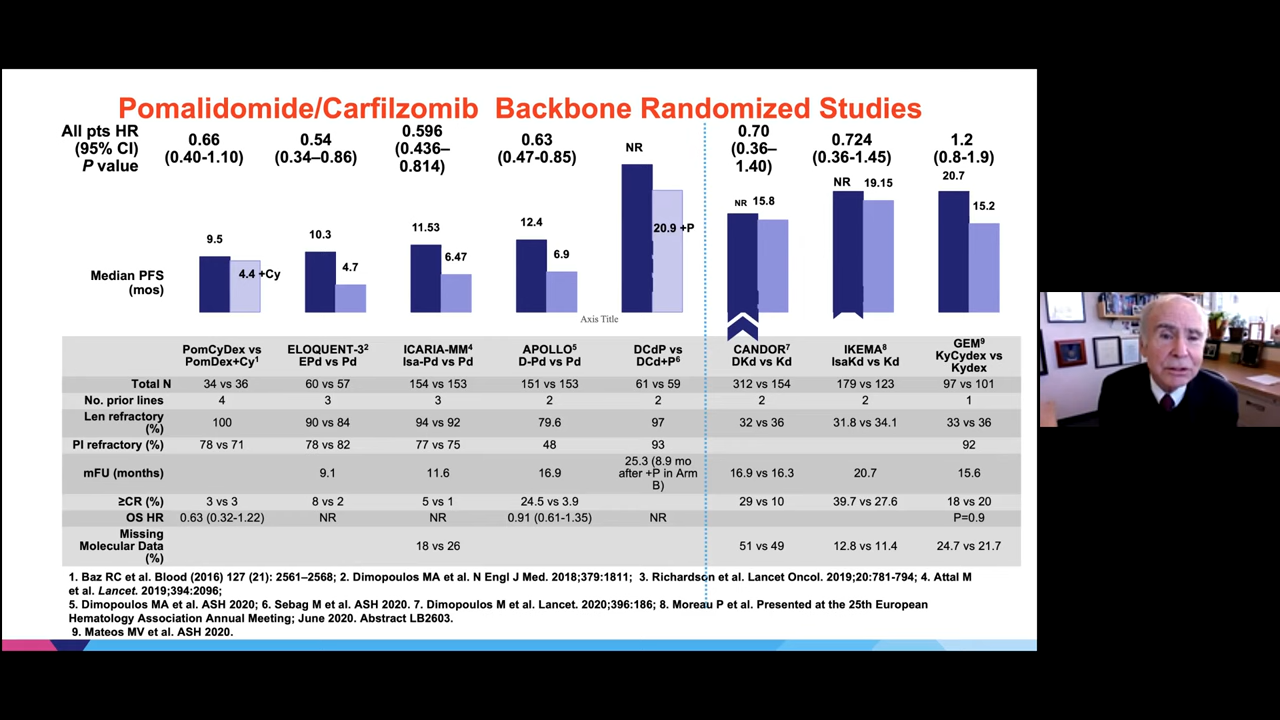 Pomalidomide/Carfilzomib Backbone Randomized Studies
All pts HR
(95% CI)
P value
0.66
(0.40-1.10)
0.54
(0.34–0.86)
0.596
(0.436–
0.814)
0.63
(0.47-0.85)
NR
0.70
(0.36–
1.40)
0.724
(0.36-1.45)
1.2
(0.8-1.9)
Median PFS
(mos)
9.5
4.4 +Cy
10.3
4.7
11.53
6.47
12.4
6.9
20.9 +P
NR 15.8
NR 19.15
20.7
15.2
Axis Title
PomCyDex vs
PomDex+Cy1
ELOQUENT-32
EPd vs Pd
ICARIA-MM4
Isa-Pd vs Pd
APOLLO5
D-Pd vs Pd
DCdP vs
DCd+P6
CANDOR7
DKd vs Kd
IKEMA8
IsaKd vs Kd
GEM9
KyCydex vs
Kydex
Total N 34 vs 36 60 vs 57 154 vs 153 151 vs 153 61 vs 59 312 vs 154 179 vs 123 97 vs 101
No. prior lines 4 3 3 2 2 2 2 1
Len refractory
(%) 100 90 vs 84 94 vs 92 79.6 97 32 vs 36 31.8 vs 34.1 33 vs 36
PI refractory (%) 78 vs 71 78 vs 82 77 vs 75 48 93 92
mFU (months) 9.1 11.6 16.9 25.3 (8.9 mo
after +P in Arm
B) 16.9 vs 16.3 20.7 15.6
≥CR (%) 3 vs 3 8 vs 2 5 vs 1 24.5 vs 3.9 29 vs 10 39.7 vs 27.6 18 vs 20
OS HR 0.63 (0.32-1.22) NR NR 0.91 (0.61-1.35) NR P=0.9
Missing
Molecular Data
(%) 18 vs 26 51 vs 49 12.8 vs 11.4 24.7 vs 21.7
1. Baz RC et al. Blood (2016) 127 (21): 2561–2568; 2. Dimopoulos MA et al. N Engl J Med. 2018;379:1811; 3. Richardson et al. Lancet Oncol. 2019;20:781-794; 4. Attal M
et al. Lancet. 2019;394:2096;
5. Dimopoulos MA et al. ASH 2020; 6. Sebag M et al. ASH 2020. 7. Dimopoulos M et al. Lancet. 2020;396:186; 8. Moreau P et al. Presented at the 25th European
Hematology Association Annual Meeting; June 2020. Abstract LB2603.
9. Mateos MV et al. ASH 2020.